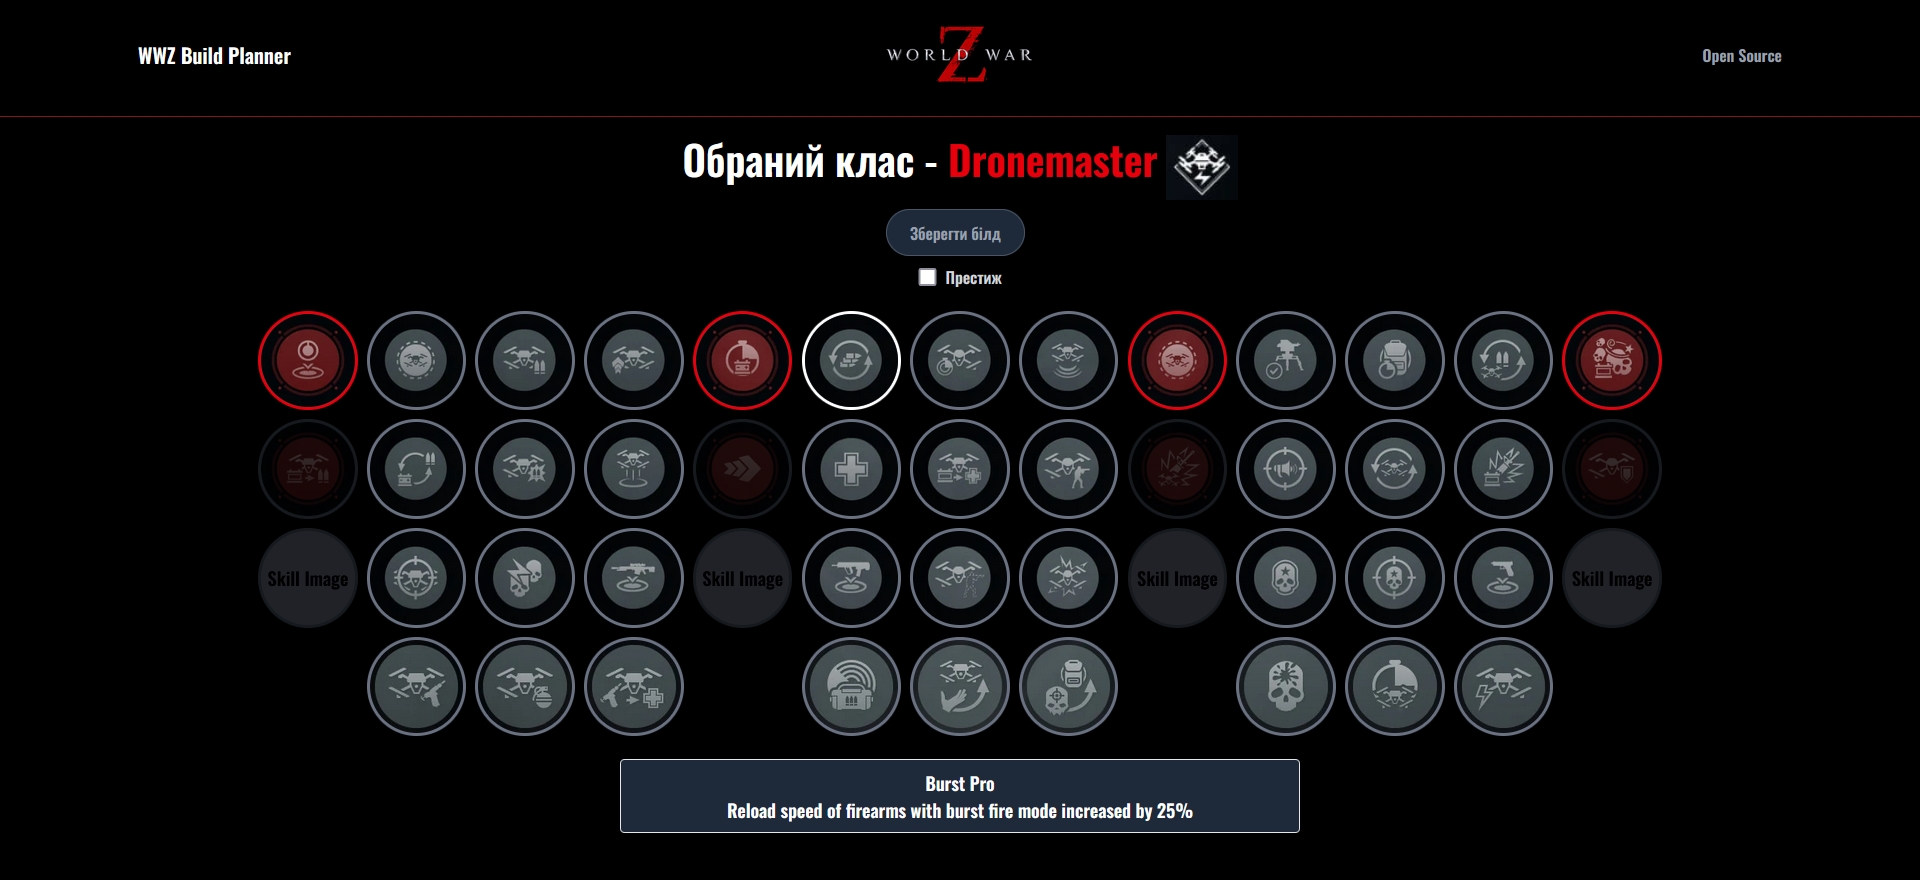 WWZ Build Planner
WORLD WAR Z
Open Source
Обраний клас - Dronemaster
Зберегти білд
Престиж
Skill Image
Skill Image
Skill Image
Skill Image
Burst Pro
Reload speed of firearms with burst fire mode increased by 25%